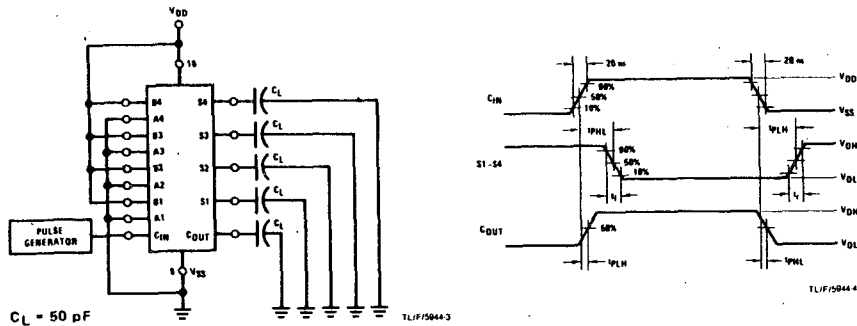 VDD
16
B4
A4
B3
A3
B2
A2
B1
A1
CIN
S4
S3
S2
S1
COUT
CL
CL
CL
CL
CL
PULSE
GENERATOR
VSS
CL = 50 pF
TL/F/5944-3
20 ns
20 ns
CIN
90%
50%
10%
VDD
VSS
tPHL
tPLH
S1-S4
90%
50%
10%
VOH
VOL
tf
tr
COUT
50%
VOH
VOL
tPLH
tPHL
TL/F/5944-4